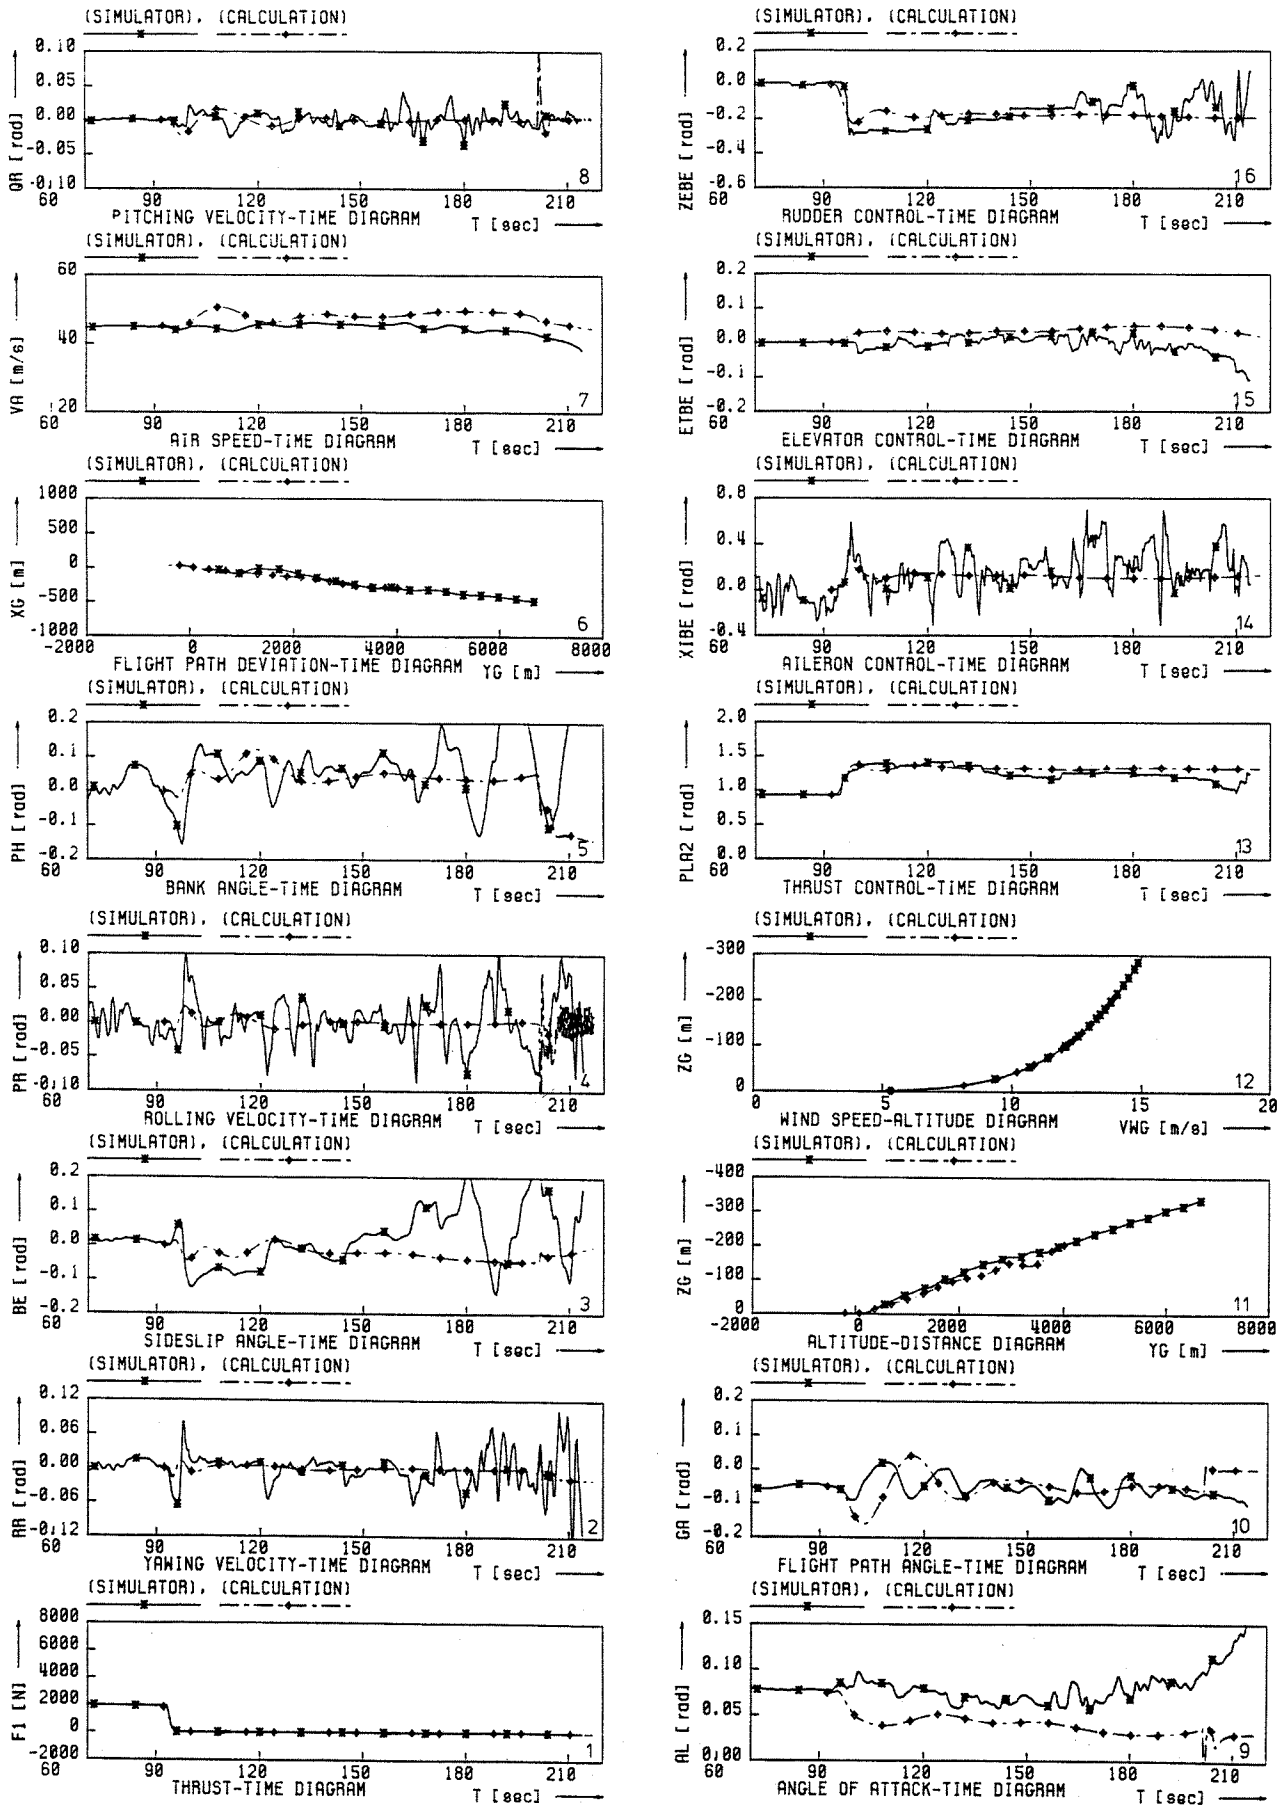 (SIMULATOR), (CALCULATION)
QR [rad]
0.10
0.05
0.00
-0.05
-0.10
8
60 90 120 150 180 210
PITCHING VELOCITY-TIME DIAGRAM T [sec]
(SIMULATOR), (CALCULATION)
VA [m/s]
60
40
20
7
60 90 120 150 180 210
AIR SPEED-TIME DIAGRAM T [sec]
(SIMULATOR), (CALCULATION)
XG [m]
1000
500
0
-500
-1000
6
-2000 0 2000 4000 6000 8000
FLIGHT PATH DEVIATION-TIME DIAGRAM YG [m]
(SIMULATOR), (CALCULATION)
PH [rad]
0.2
0.1
0.0
-0.1
-0.2
5
60 90 120 150 180 210
BANK ANGLE-TIME DIAGRAM T [sec]
(SIMULATOR), (CALCULATION)
PR [rad]
0.10
0.05
0.00
-0.05
-0.10
4
60 90 120 150 180 210
ROLLING VELOCITY-TIME DIAGRAM T [sec]
(SIMULATOR), (CALCULATION)
BE [rad]
0.2
0.1
0.0
-0.1
-0.2
3
60 90 120 150 180 210
SIDESLIP ANGLE-TIME DIAGRAM T [sec]
(SIMULATOR), (CALCULATION)
RR [rad]
0.12
0.06
0.00
-0.06
-0.12
2
60 90 120 150 180 210
YAWING VELOCITY-TIME DIAGRAM T [sec]
(SIMULATOR), (CALCULATION)
F1 [N]
8000
6000
4000
2000
0
-2000
1
60 90 120 150 180 210
THRUST-TIME DIAGRAM T [sec]
(SIMULATOR), (CALCULATION)
ZEBE [rad]
0.2
0.0
-0.2
-0.4
-0.6
16
60 90 120 150 180 210
RUDDER CONTROL-TIME DIAGRAM T [sec]
(SIMULATOR), (CALCULATION)
ETBE [rad]
0.2
0.1
0.0
-0.1
-0.2
15
60 90 120 150 180 210
ELEVATOR CONTROL-TIME DIAGRAM T [sec]
(SIMULATOR), (CALCULATION)
XIBE [rad]
0.8
0.4
0.0
-0.4
14
60 90 120 150 180 210
AILERON CONTROL-TIME DIAGRAM T [sec]
(SIMULATOR), (CALCULATION)
PLA2 [rad]
2.0
1.5
1.0
0.5
0.0
13
60 90 120 150 180 210
THRUST CONTROL-TIME DIAGRAM T [sec]
(SIMULATOR), (CALCULATION)
ZG [m]
-300
-200
-100
0
12
0 5 10 15 20
WIND SPEED-ALTITUDE DIAGRAM VWG [m/s]
(SIMULATOR), (CALCULATION)
ZG [m]
-400
-300
-200
-100
0
11
-2000 0 2000 4000 6000 8000
ALTITUDE-DISTANCE DIAGRAM YG [m]
(SIMULATOR), (CALCULATION)
GA [rad]
0.2
0.1
0.0
-0.1
-0.2
10
60 90 120 150 180 210
FLIGHT PATH ANGLE-TIME DIAGRAM T [sec]
(SIMULATOR), (CALCULATION)
AL [rad]
0.15
0.10
0.05
0.00
9
60 90 120 150 180 210
ANGLE OF ATTACK-TIME DIAGRAM T [sec]